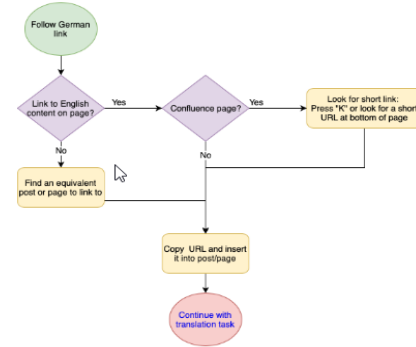 Follow German
link
Link to English
content on page?
Yes
Confluence page?
Yes
Look for short link:
Press "K" or look for a short
URL at bottom of page
No
No
Find an equivalent
post or page to link to
Copy URL and insert
it into post/page
Continue with
translation task